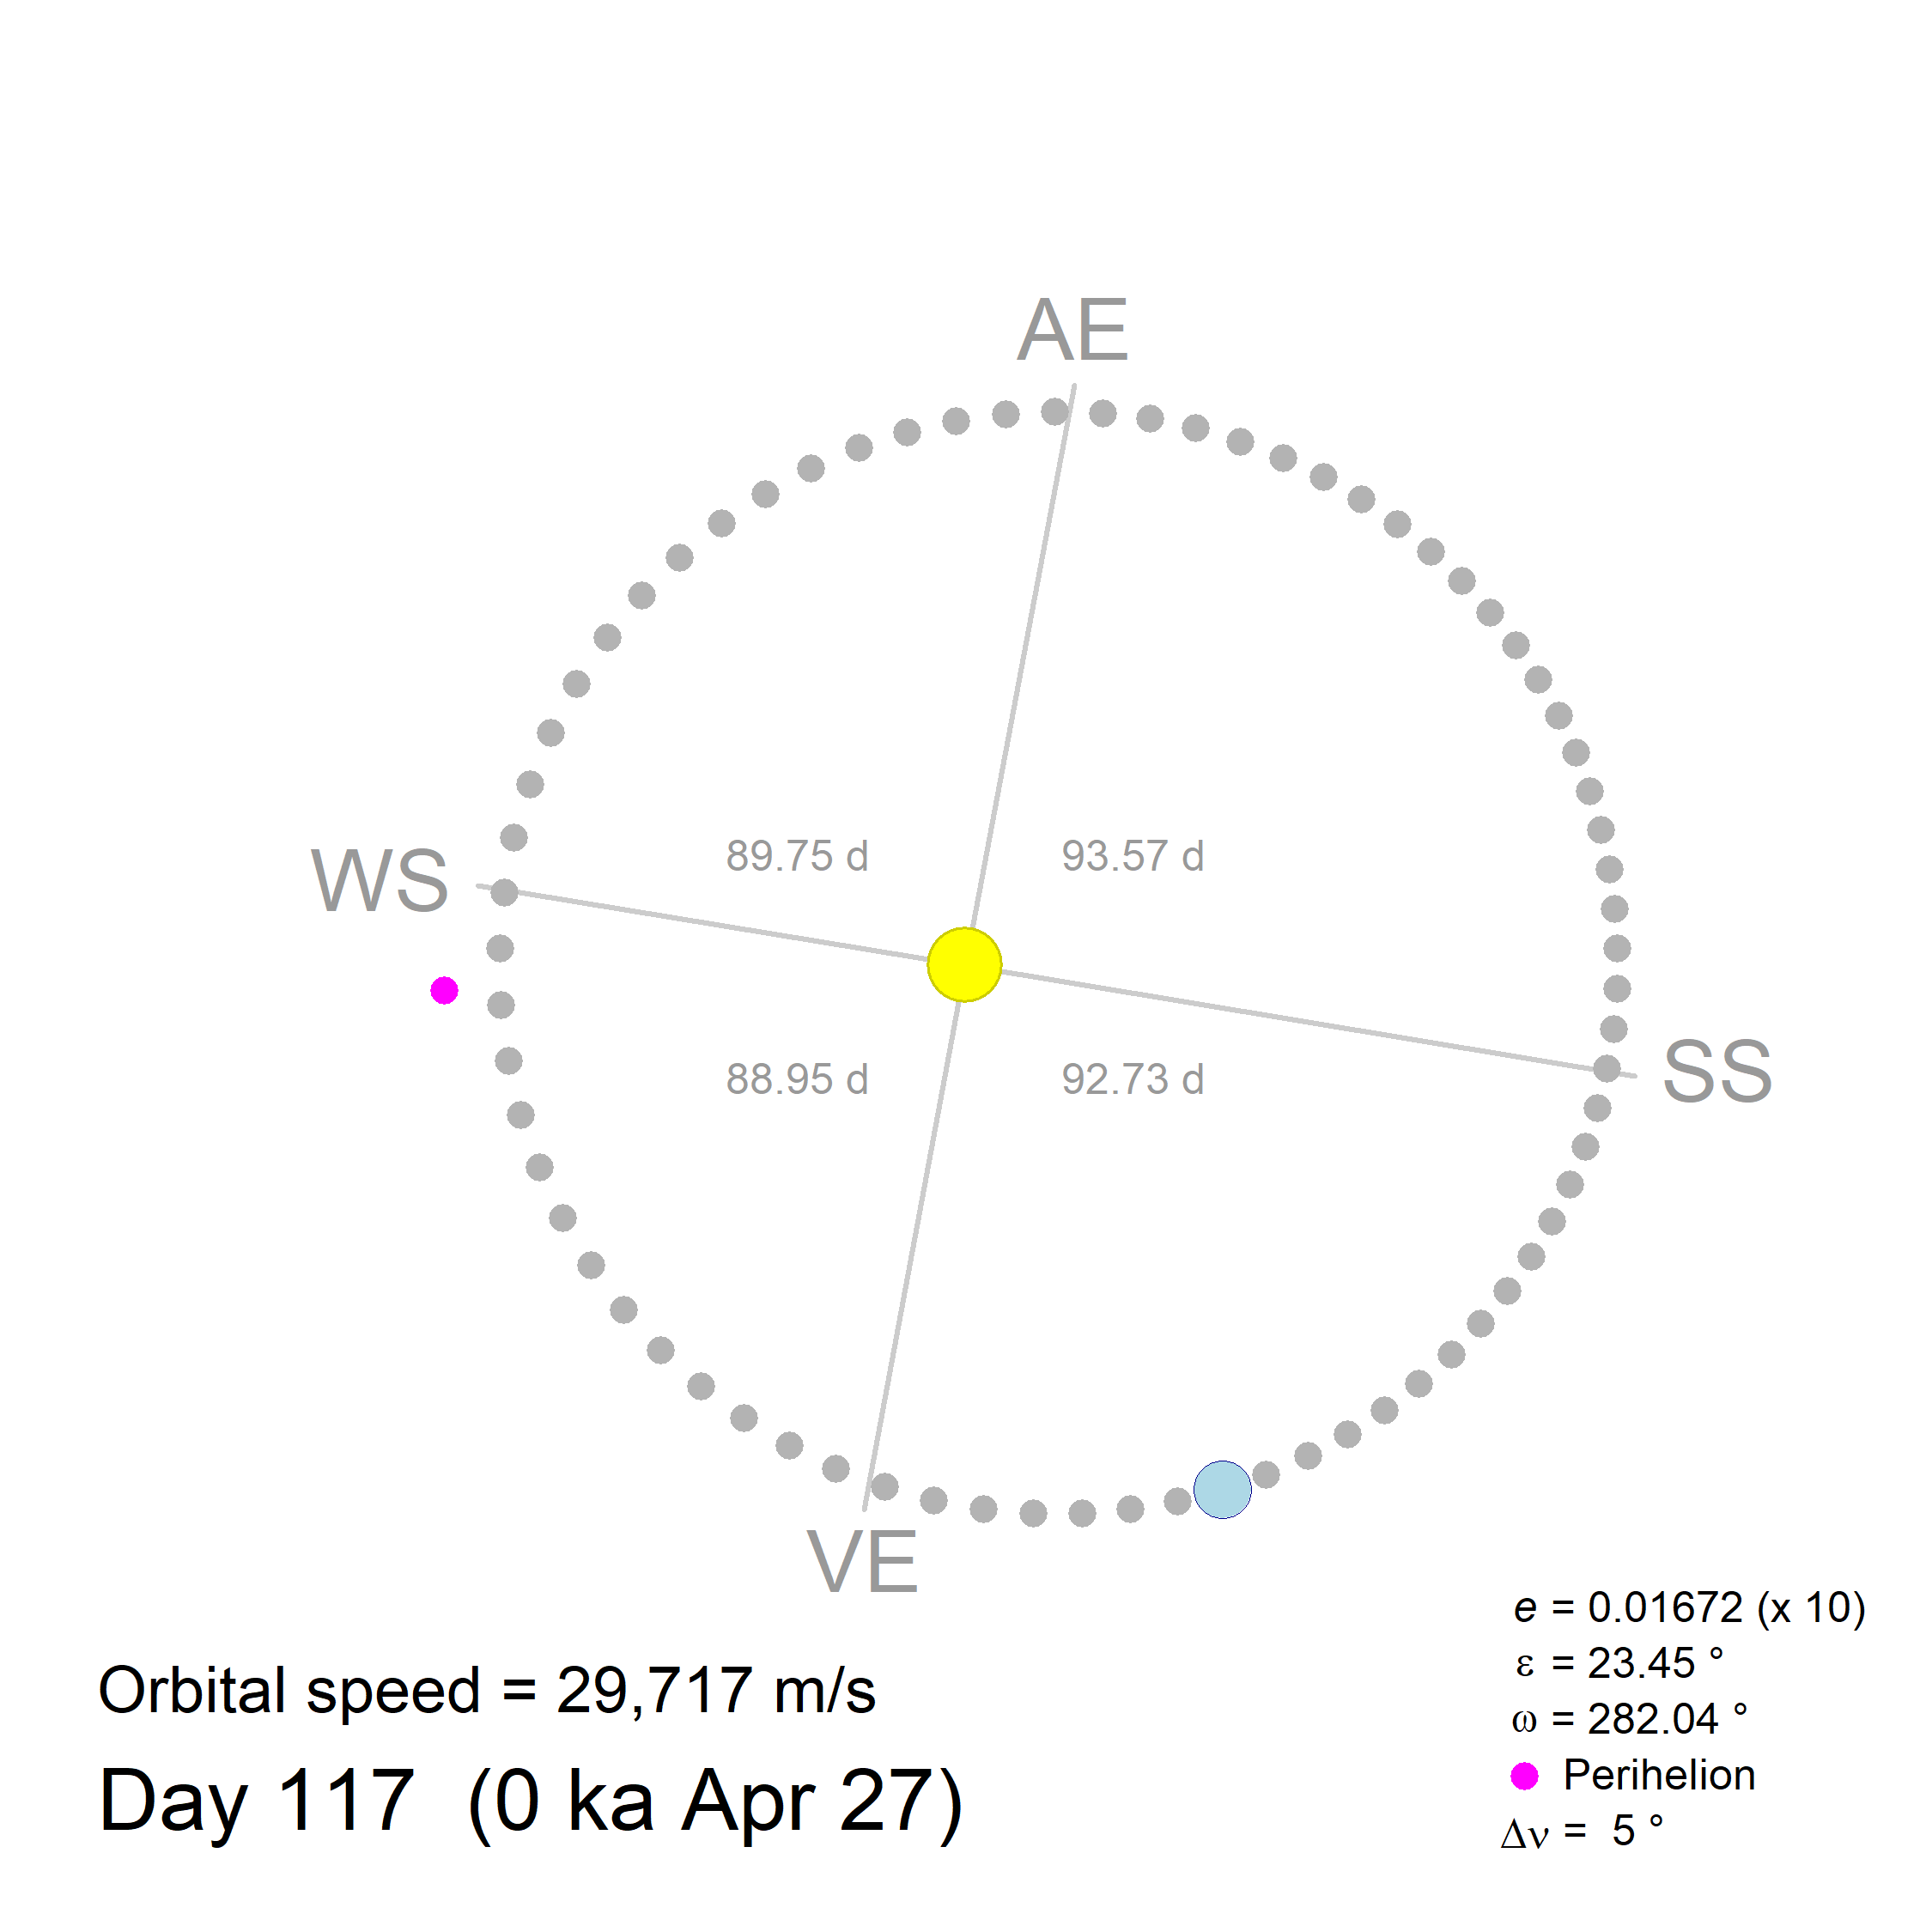 AE
89.75 d
93.57 d
WS
SS
88.95 d
92.73 d
VE
e = 0.01672 (x 10)
ε = 23.45 °
ω = 282.04 °
Perihelion
Δν = 5 °
Orbital speed = 29,717 m/s
Day 117 (0 ka Apr 27)